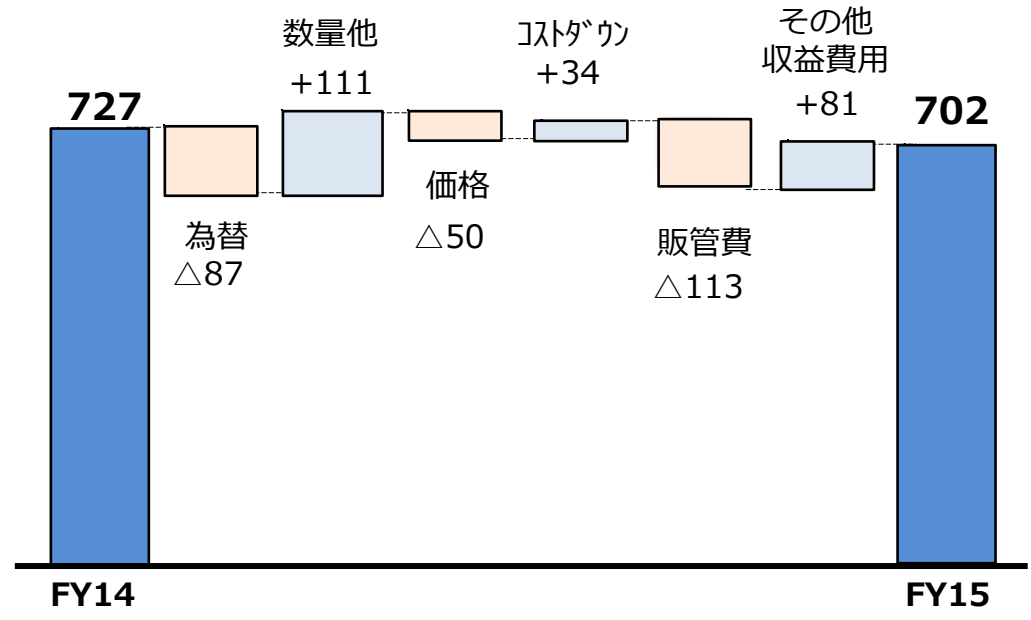 727
為替
△87
数量他
+111
価格
△50
ｺｽﾄﾀﾞｳﾝ
+34
販管費
△113
その他
収益費用
+81
702
FY14
FY15